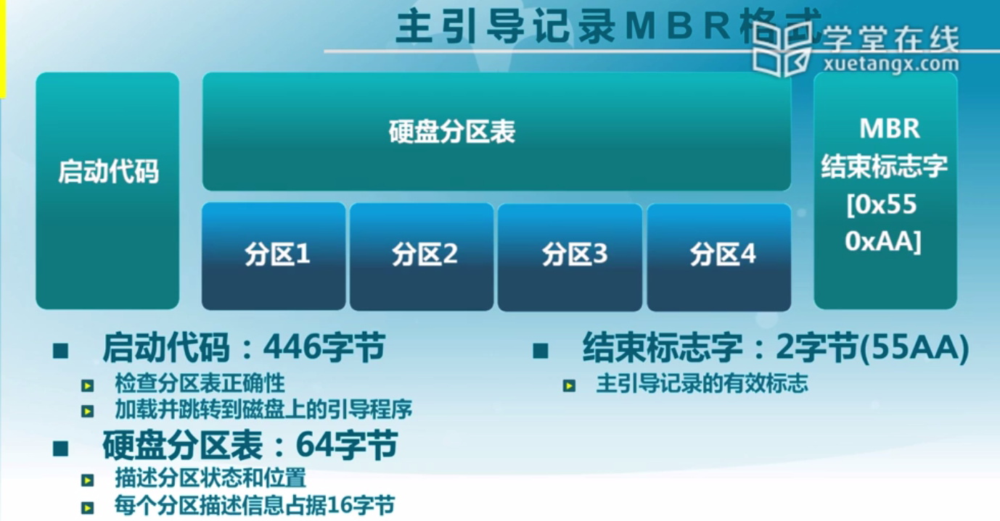 主引导记录MBR格式
学堂在线
xuetangx.com
启动代码
硬盘分区表
分区1
分区2
分区3
分区4
MBR
结束标志字
[0x55
0xAA]
启动代码：446字节
检查分区表正确性
加载并跳转到磁盘上的引导程序
硬盘分区表：64字节
描述分区状态和位置
每个分区描述信息占据16字节
结束标志字：2字节(55AA)
主引导记录的有效标志